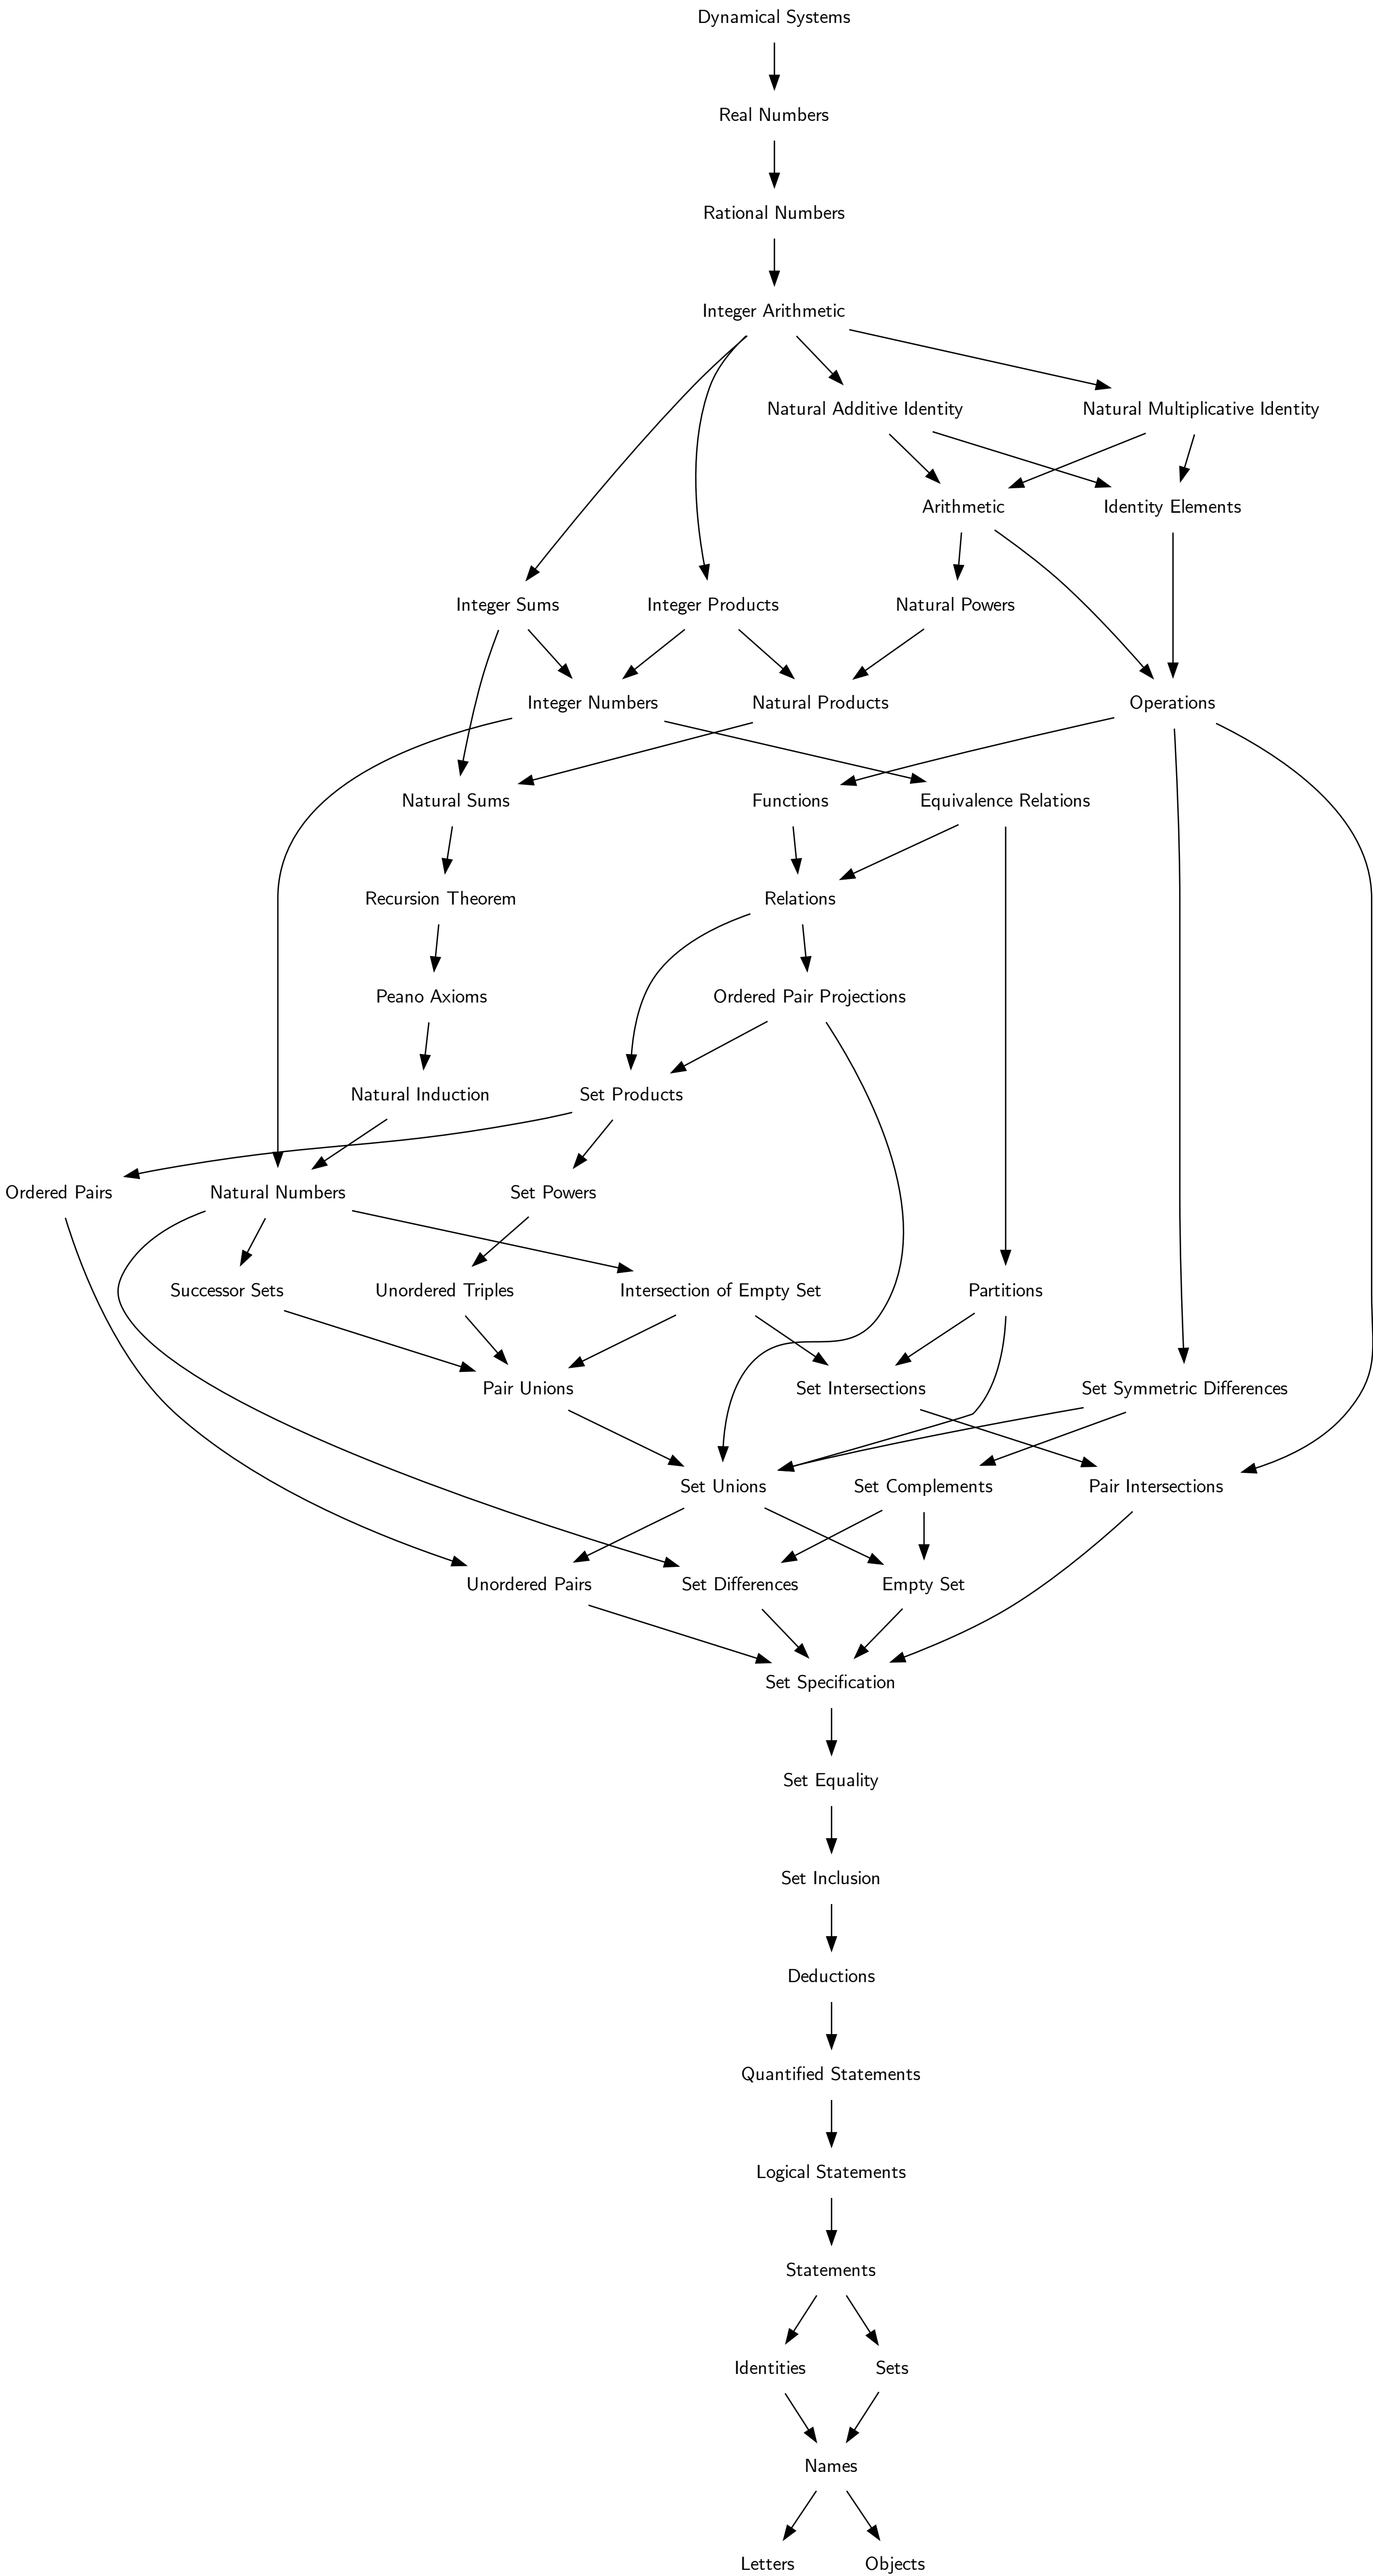 Dynamical Systems
Real Numbers
Rational Numbers
Integer Arithmetic
Natural Additive Identity
Natural Multiplicative Identity
Arithmetic
Identity Elements
Integer Sums
Integer Products
Natural Powers
Integer Numbers
Natural Products
Operations
Natural Sums
Functions
Equivalence Relations
Recursion Theorem
Relations
Peano Axioms
Ordered Pair Projections
Natural Induction
Set Products
Ordered Pairs
Natural Numbers
Set Powers
Successor Sets
Unordered Triples
Intersection of Empty Set
Partitions
Pair Unions
Set Intersections
Set Symmetric Differences
Set Unions
Set Complements
Pair Intersections
Unordered Pairs
Set Differences
Empty Set
Set Specification
Set Equality
Set Inclusion
Deductions
Quantified Statements
Logical Statements
Statements
Identities
Sets
Names
Letters
Objects